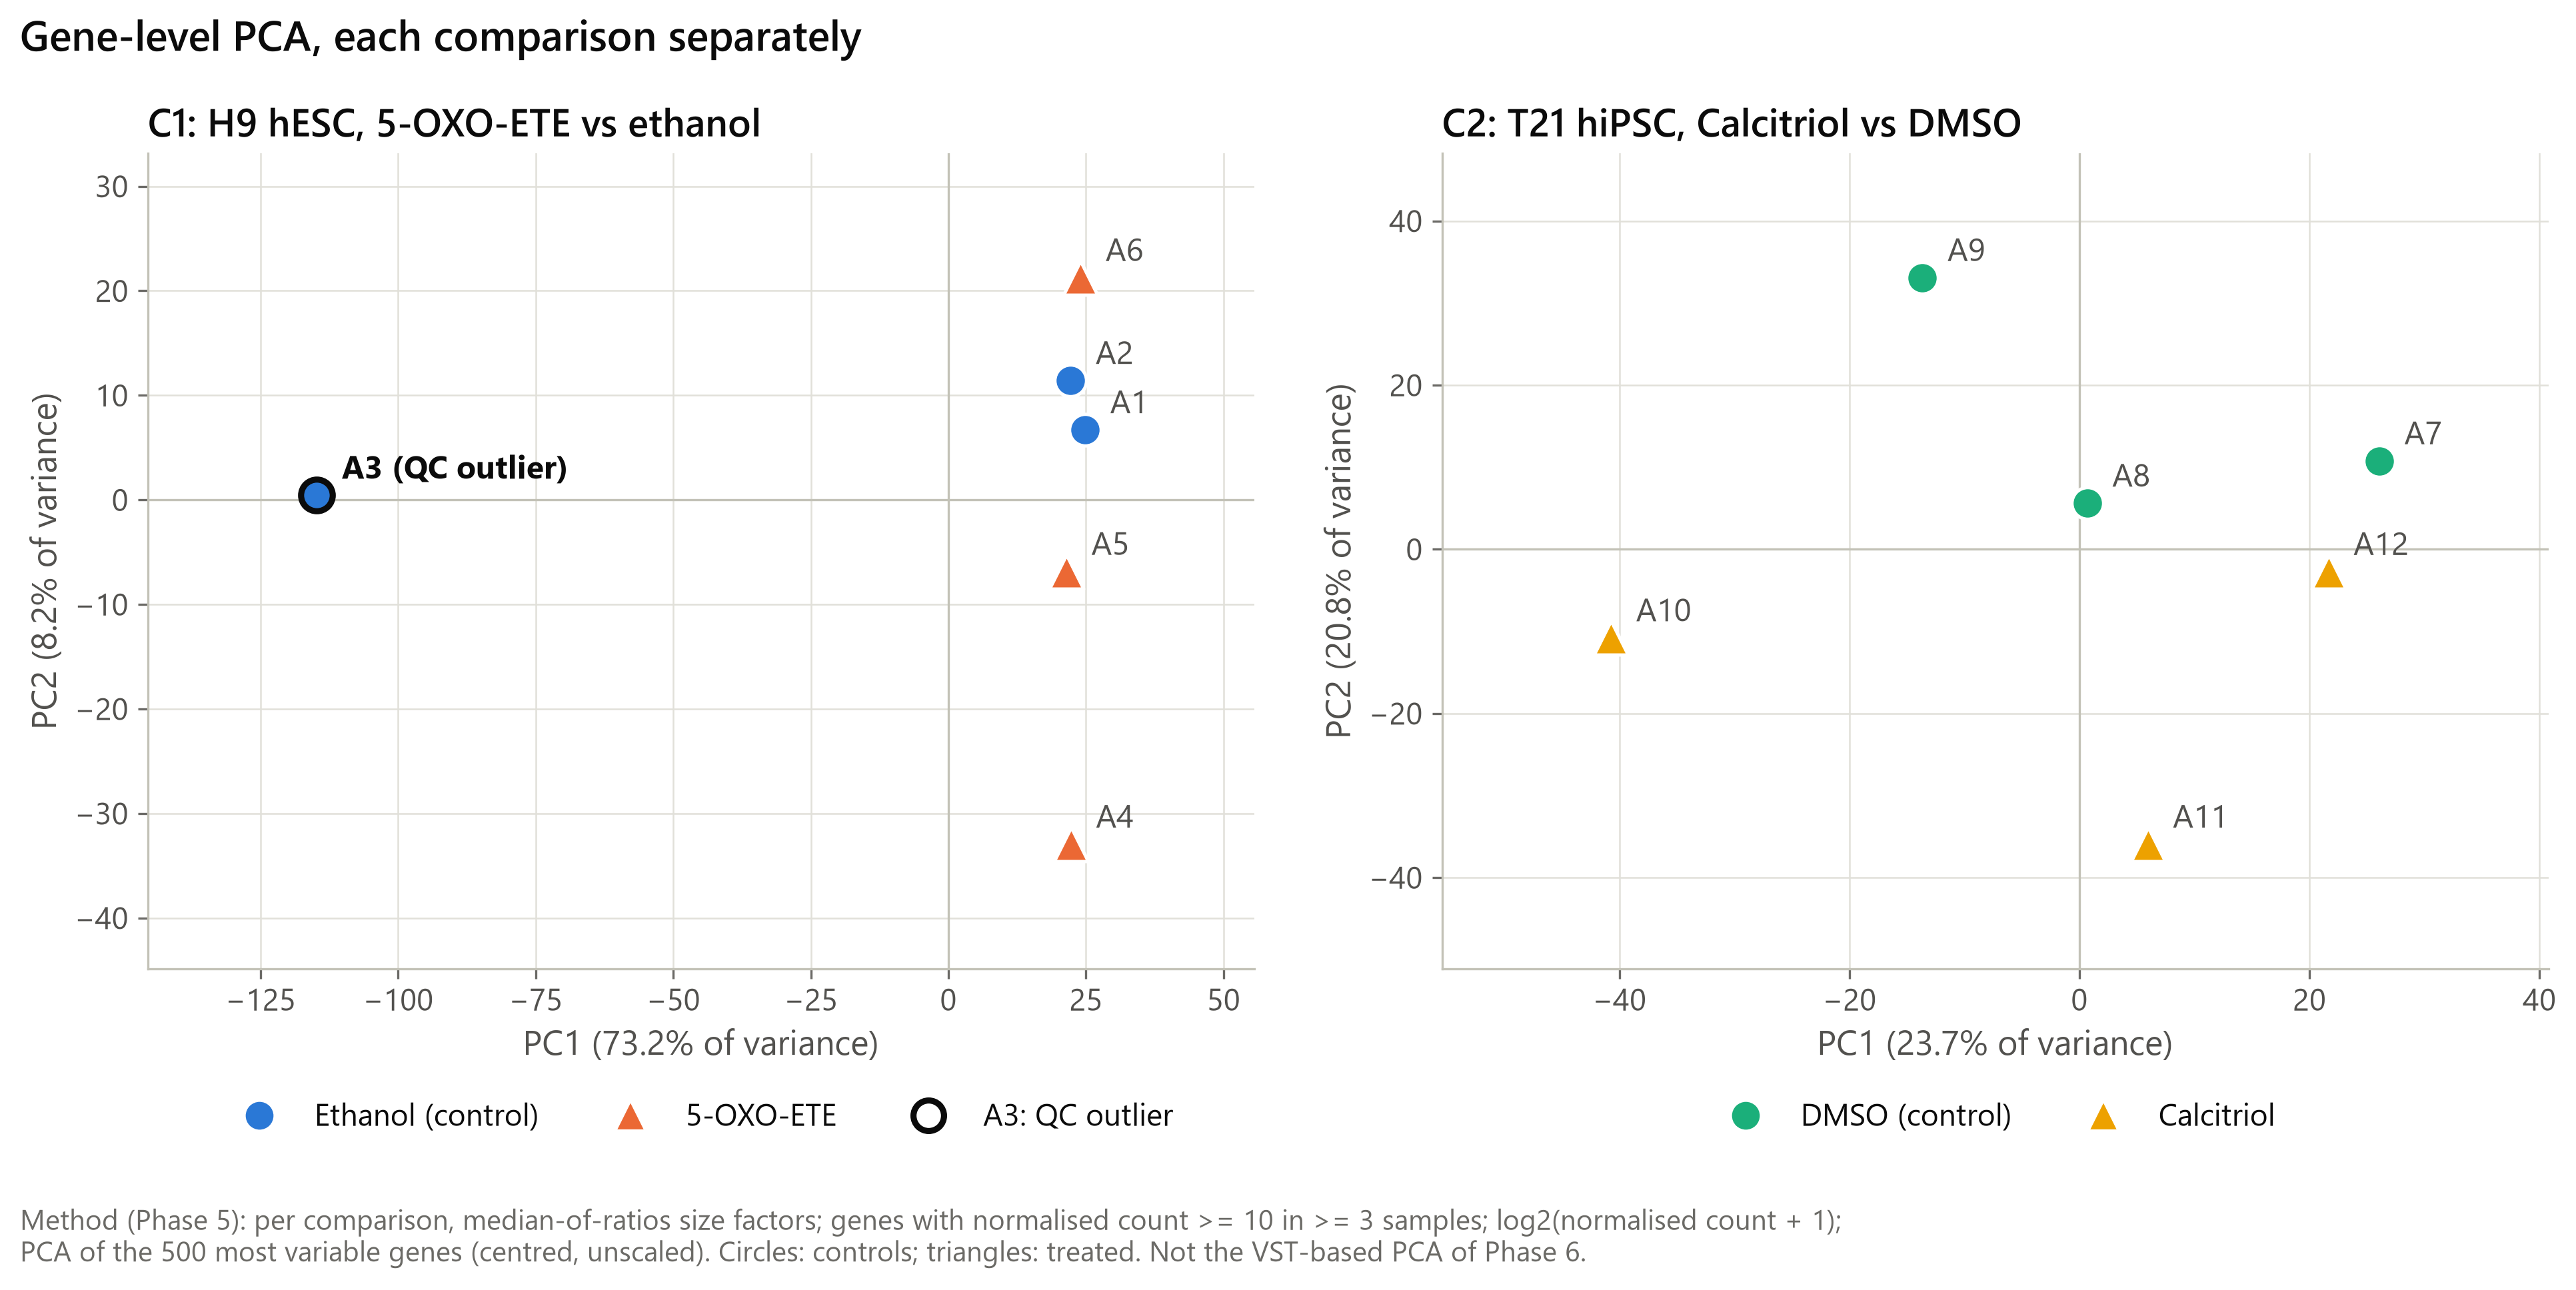 Gene-level PCA, each comparison separately
C1: H9 hESC, 5-OXO-ETE vs ethanol
30
20
10
0
−10
−20
−30
−40
PC2 (8.2% of variance)
A6
A2
A1
A3 (QC outlier)
A5
A4
−125
−100
−75
−50
−25
0
25
50
PC1 (73.2% of variance)
Ethanol (control)
5-OXO-ETE
A3: QC outlier
C2: T21 hiPSC, Calcitriol vs DMSO
40
20
0
−20
−40
PC2 (20.8% of variance)
A9
A7
A8
A12
A10
A11
−40
−20
0
20
40
PC1 (23.7% of variance)
DMSO (control)
Calcitriol
Method (Phase 5): per comparison, median-of-ratios size factors; genes with normalised count >= 10 in >= 3 samples; log2(normalised count + 1);
PCA of the 500 most variable genes (centred, unscaled). Circles: controls; triangles: treated. Not the VST-based PCA of Phase 6.